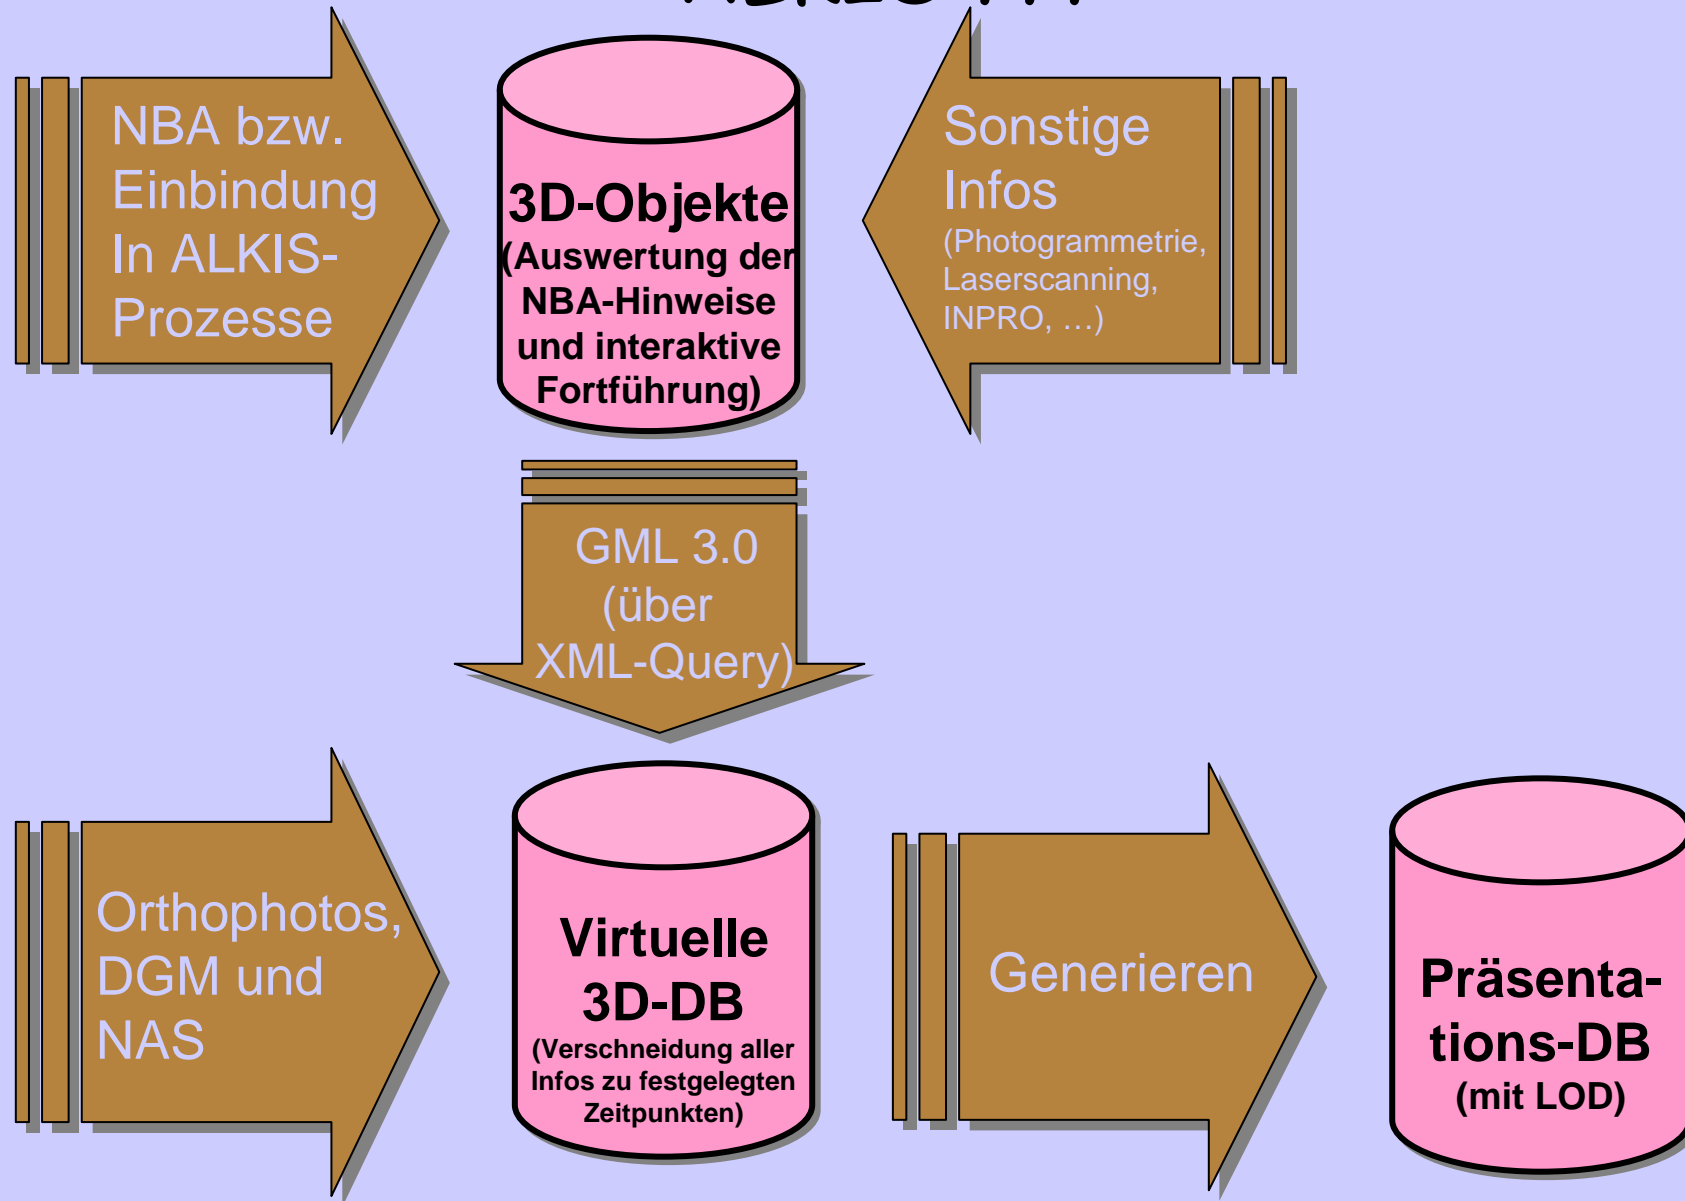 NBA bzw.
Einbindung
In ALKIS-
Prozesse
3D-Objekte
(Auswertung der
NBA-Hinweise
und interaktive
Fortführung)
Sonstige
Infos
(Photogrammetrie,
Laserscanning,
INPRO, …)
GML 3.0
(über
XML-Query)
Orthophotos,
DGM und
NAS
Virtuelle
3D-DB
(Verschneidung aller
Infos zu festgelegten
Zeitpunkten)
Generieren
Präsenta-
tions-DB
(mit LOD)